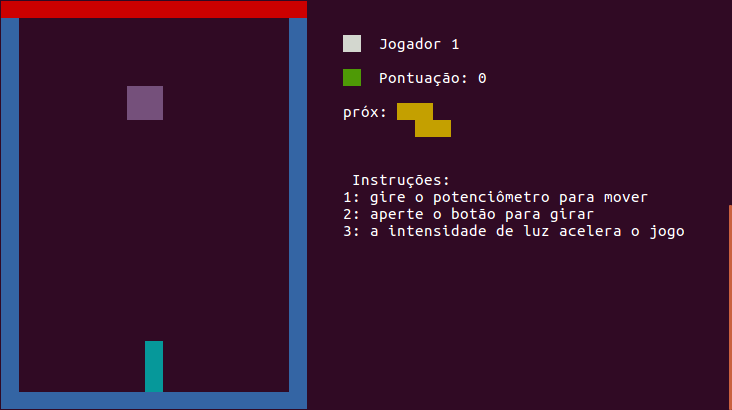 Jogador 1
Pontuação: 0
próx:
Instruções:
1: gire o potenciômetro para mover
2: aperte o botão para girar
3: a intensidade de luz acelera o jogo